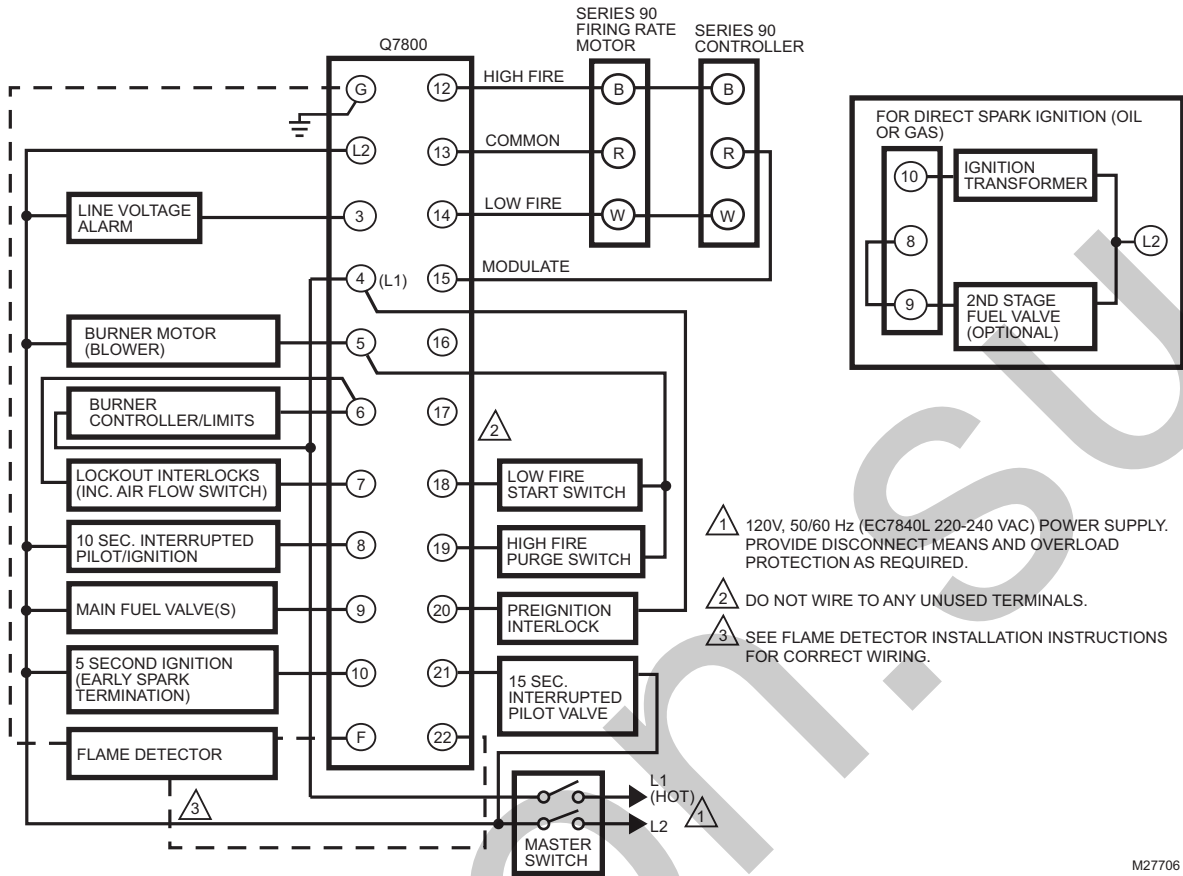 Q7800
SERIES 90
FIRING RATE
MOTOR
SERIES 90
CONTROLLER
G
L2
3
4
(L1)
5
6
7
8
9
10
F
12
13
14
15
16
17
18
19
20
21
22
HIGH FIRE
COMMON
LOW FIRE
MODULATE
B
R
W
B
R
W
LINE VOLTAGE
ALARM
BURNER MOTOR
(BLOWER)
BURNER
CONTROLLER/LIMITS
LOCKOUT INTERLOCKS
(INC. AIR FLOW SWITCH)
10 SEC. INTERRUPTED
PILOT/IGNITION
MAIN FUEL VALVE(S)
5 SECOND IGNITION
(EARLY SPARK
TERMINATION)
FLAME DETECTOR
3
2
LOW FIRE
START SWITCH
HIGH FIRE
PURGE SWITCH
PREIGNITION
INTERLOCK
15 SEC.
INTERRUPTED
PILOT VALVE
L1
(HOT)
1
L2
MASTER
SWITCH
FOR DIRECT SPARK IGNITION (OIL
OR GAS)
10
8
9
IGNITION
TRANSFORMER
L2
2ND STAGE
FUEL VALVE
(OPTIONAL)
1 120V, 50/60 Hz (EC7840L 220-240 VAC) POWER SUPPLY.
PROVIDE DISCONNECT MEANS AND OVERLOAD
PROTECTION AS REQUIRED.
2 DO NOT WIRE TO ANY UNUSED TERMINALS.
3 SEE FLAME DETECTOR INSTALLATION INSTRUCTIONS
FOR CORRECT WIRING.
M27706
on.su